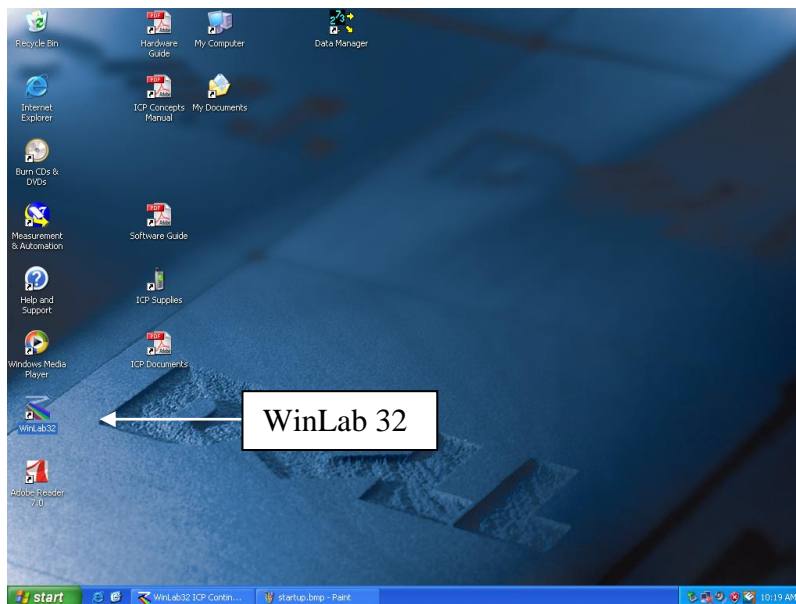 Recycle Bin
Hardware
Guide
My Computer
Data Manager
Internet
Explorer
ICP Concepts
Manual
My Documents
Burn CDs &
DVDs
Measurement
& Automation
Software Guide
Help and
Support
ICP Supplies
Windows Media
Player
ICP Documents
WinLab32
WinLab 32
Adobe Reader
7.0
start
WinLab32 ICP Contin...
startup.bmp - Paint
10:19 AM